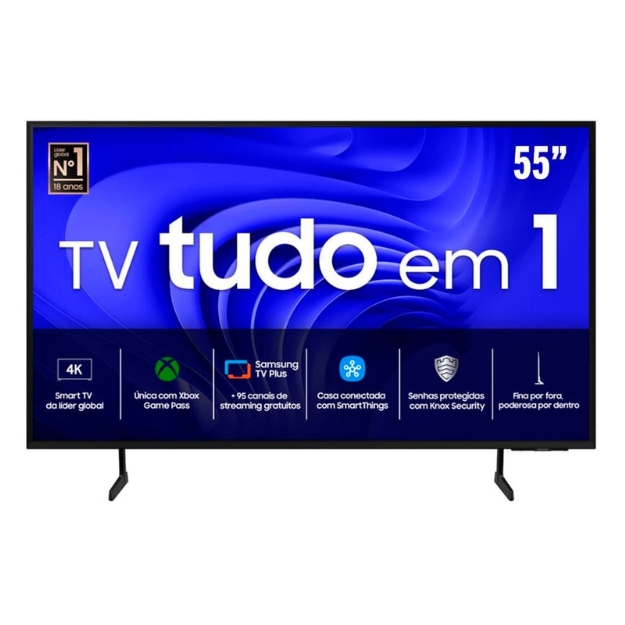 Líder
global
Nº1
18 anos
55”
TV tudo em 1
4K
Smart TV
da líder global
Única com Xbox
Game Pass
Samsung
TV Plus
+ 95 canais de
streaming gratuitos
Casa conectada
com SmartThings
Senhas protegidas
com Knox Security
Fina por fora,
poderosa por dentro